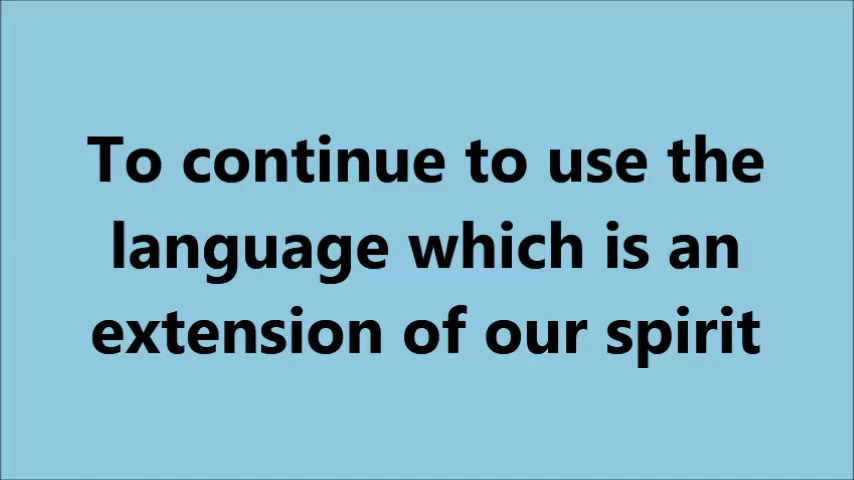 To continue to use the
language which is an
extension of our spirit